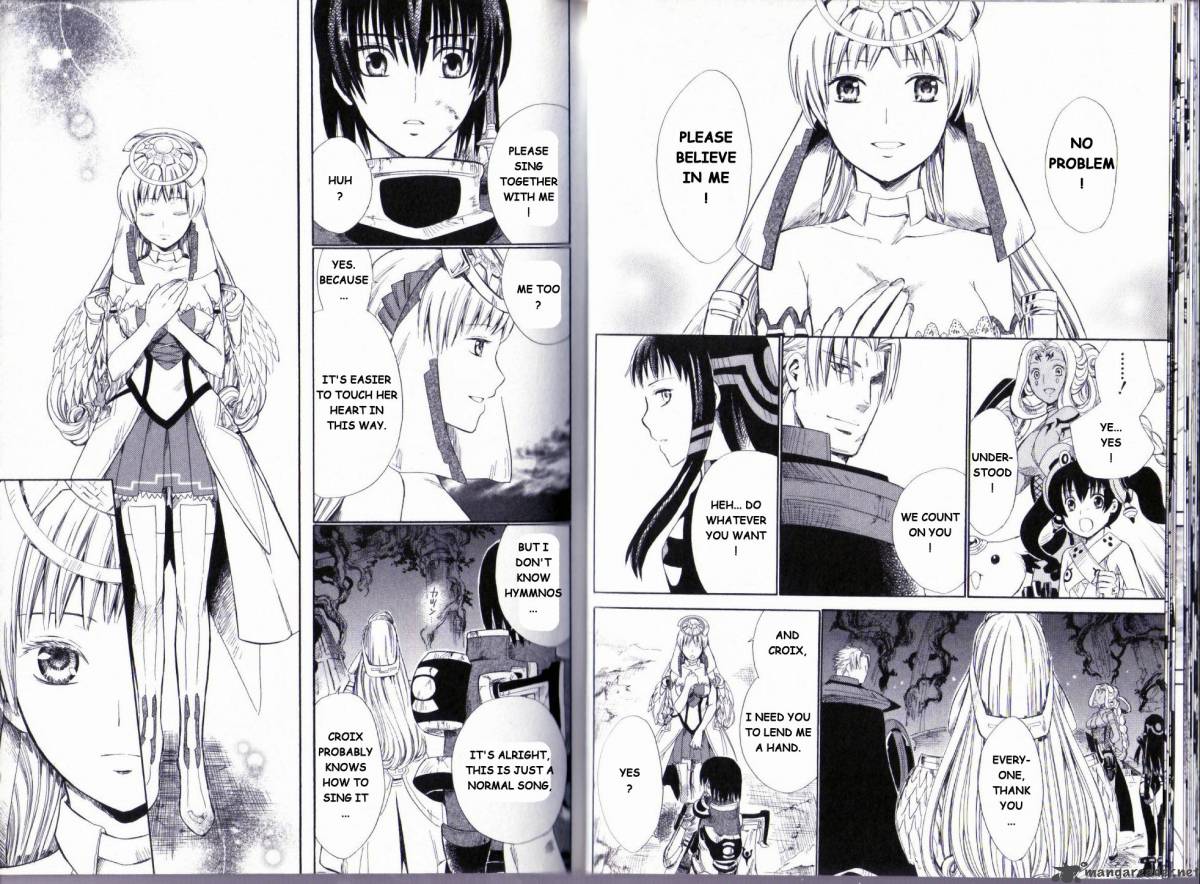 NO
PROBLEM
!
PLEASE
BELIEVE
IN ME
!
......
YE...
YES
UNDER-
STOOD
!
WE COUNT
ON YOU
!
HEH... DO
WHATEVER
YOU WANT
!
EVERY-
ONE,
THANK
YOU
...
AND
CROIX,
I NEED YOU
TO LEND ME
A HAND.
YES
?
PLEASE
SING
TOGETHER
WITH ME
!
HUH
?
ME TOO
?
YES.
BECAUSE
...
IT'S EASIER
TO TOUCH HER
HEART IN
THIS WAY.
BUT I
DON'T
KNOW
HYMMNOS
...
カツン
IT'S ALRIGHT,
THIS IS JUST A
NORMAL SONG,
CROIX
PROBABLY
KNOWS
HOW TO
SING IT
...